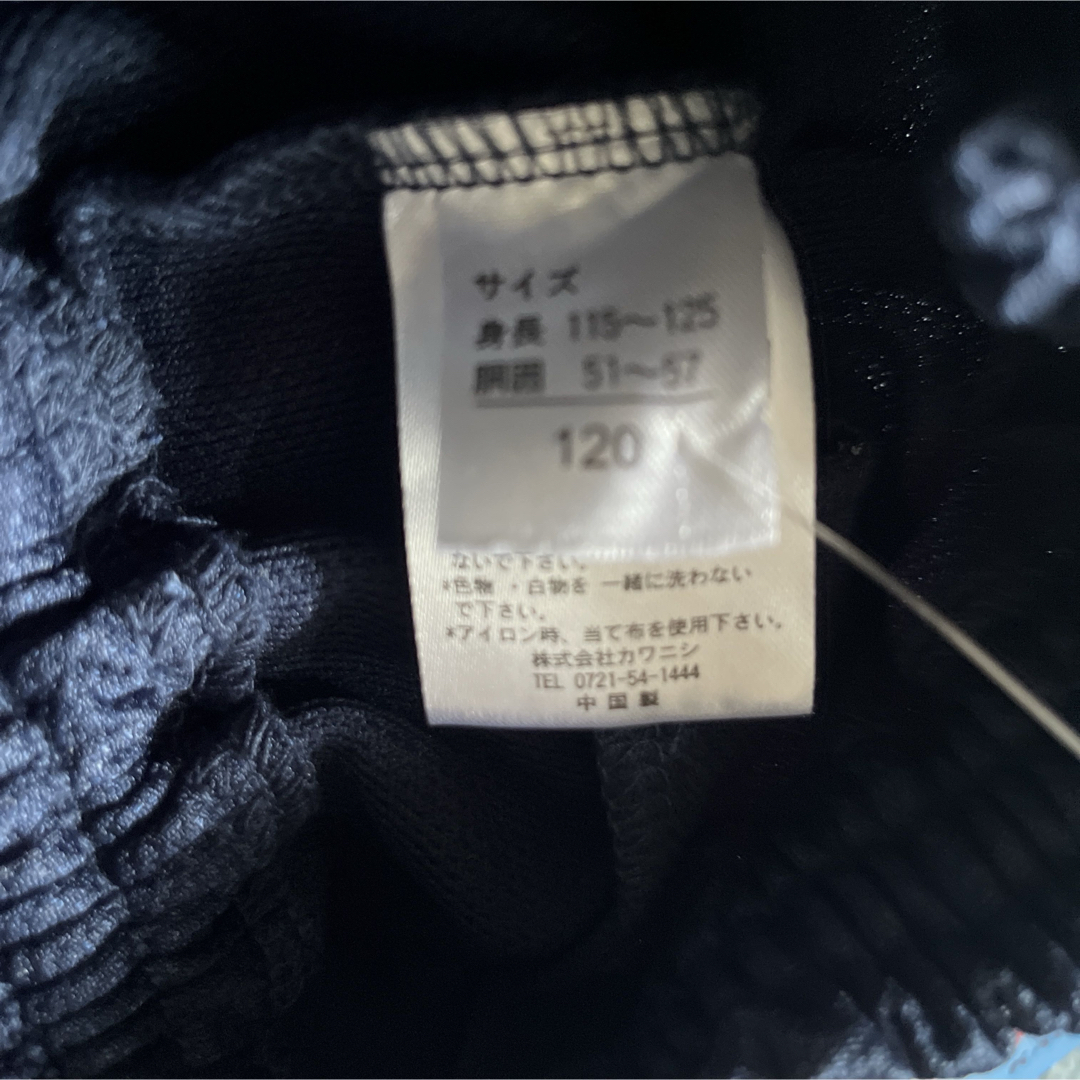 サイズ
身長 115～125
胴囲 51～57
120
ないで下さい。
*色物・白物を 一緒に洗わない
で下さい。
*アイロン時、当て布を使用下さい。
株式会社カワニシ
TEL 0721-54-1444
中国製